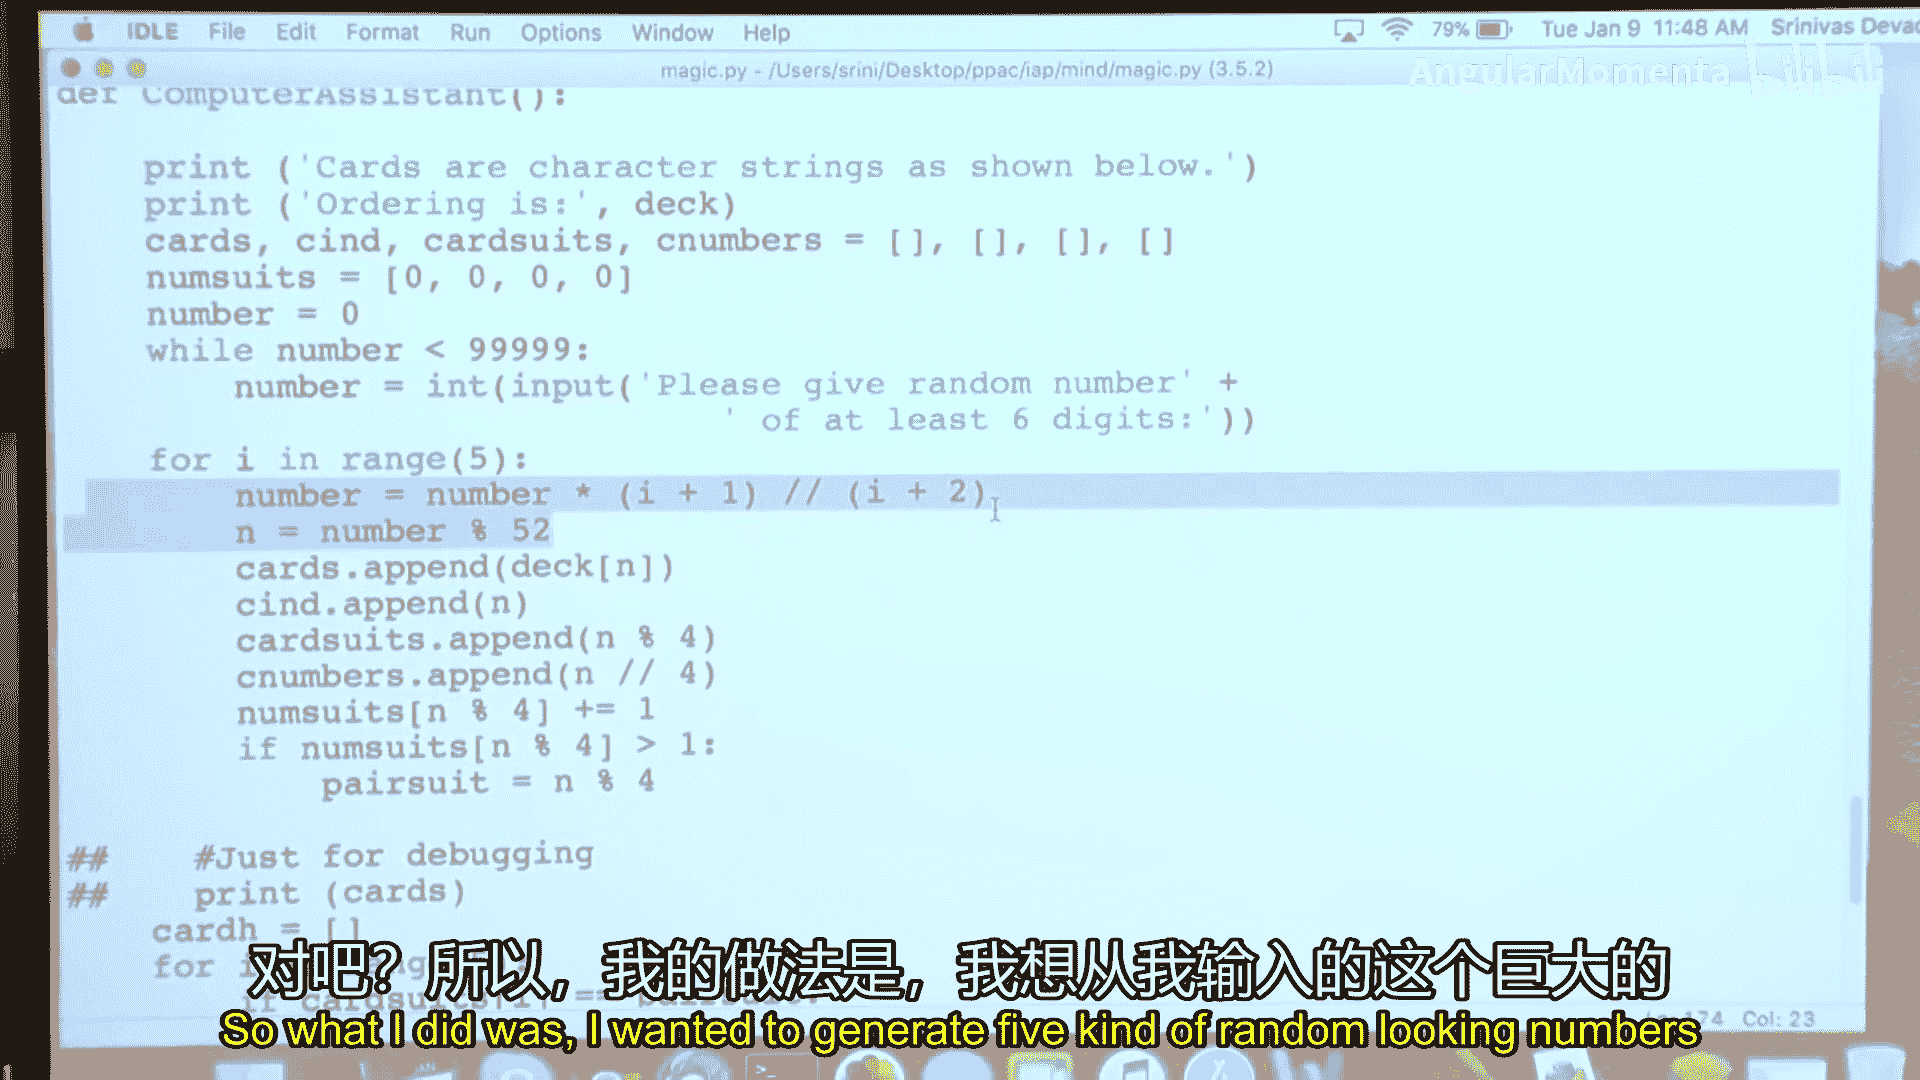 IDLE File Edit Format Run Options Window Help 79% Tue Jan 9 11:48 AM Srinivas Devad
magic.py - /Users/srini/Desktop/ppac/iap/mind/magic.py (3.5.2)
AngularMomenta bilibili
def ComputerAssistant():
print ('Cards are character strings as shown below.')
print ('Ordering is:', deck)
cards, cind, cardsuits, cnumbers = [], [], [], []
numsuits = [0, 0, 0, 0]
number = 0
while number < 99999:
number = int(input('Please give random number' +
' of at least 6 digits:'))
for i in range(5):
number = number * (i + 1) // (i + 2)
n = number % 52
cards.append(deck[n])
cind.append(n)
cardsuits.append(n % 4)
cnumbers.append(n // 4)
numsuits[n % 4] += 1
if numsuits[n % 4] > 1:
pairsuit = n % 4
## #Just for debugging
## print (cards)
cardh = []
for
if
对吧？所以，我的做法是，我想从我输入的这个巨大的
So what I did was, I wanted to generate five kind of random looking numbers
Col: 23